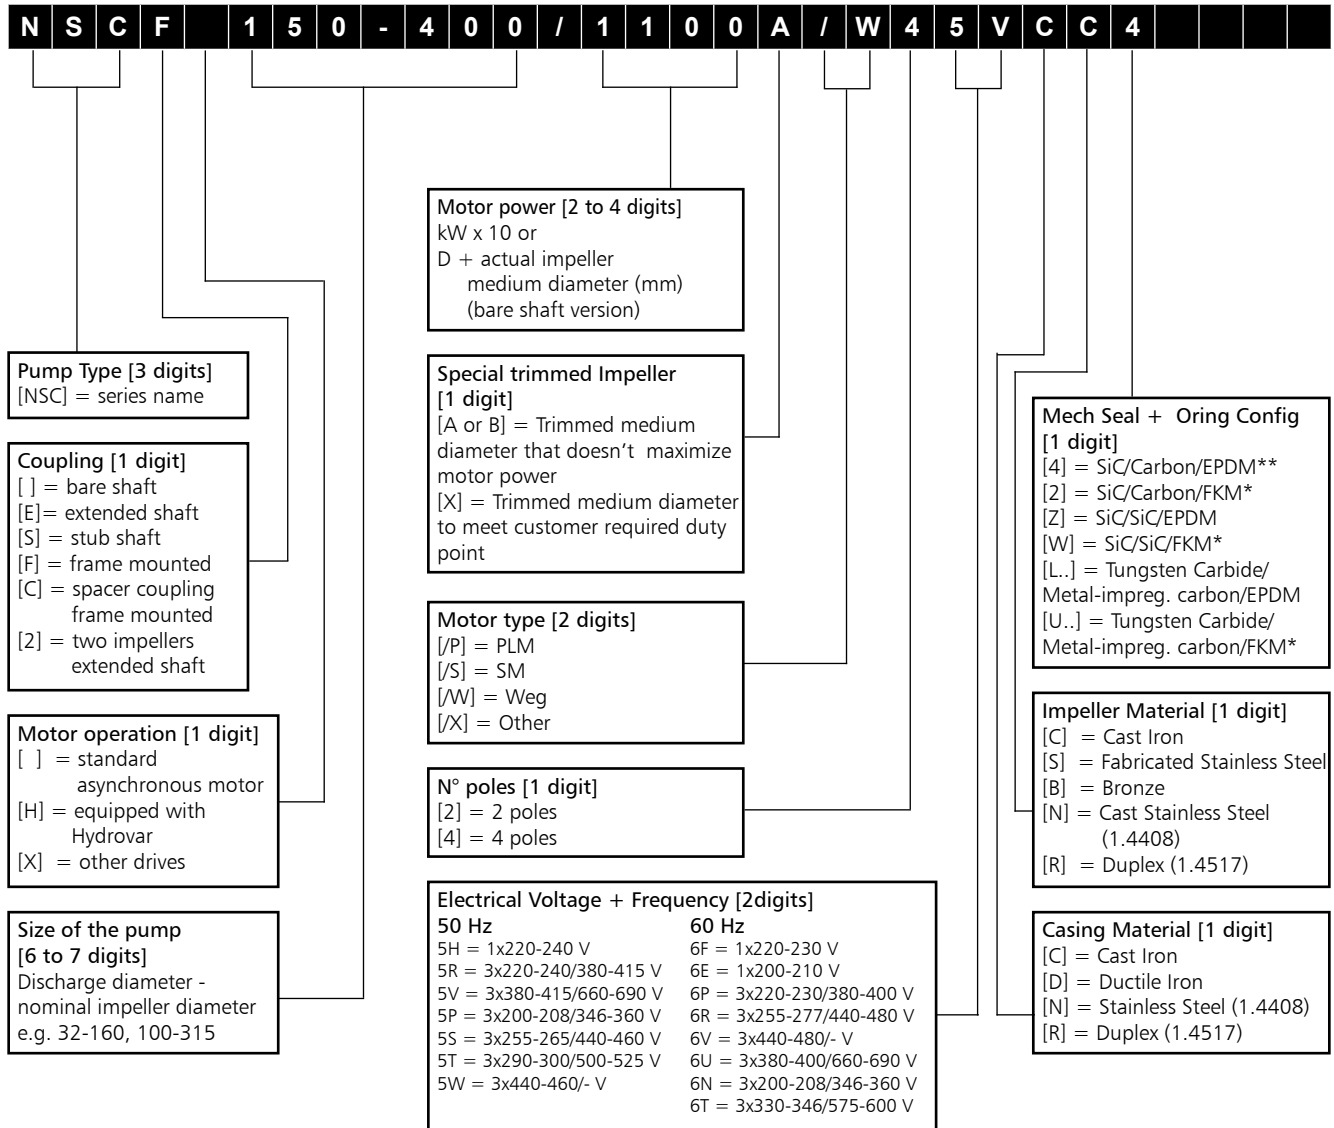 N S C F 1 5 0 - 4 0 0 / 1 1 0 0 A / W 4 5 V C C 4
Motor power [2 to 4 digits]
kW x 10 or
D + actual impeller
medium diameter (mm)
(bare shaft version)
Pump Type [3 digits]
[NSC] = series name
Coupling [1 digit]
[ ] = bare shaft
[E]= extended shaft
[S] = stub shaft
[F] = frame mounted
[C] = spacer coupling
frame mounted
[2] = two impellers
extended shaft
Motor operation [1 digit]
[ ] = standard
asynchronous motor
[H] = equipped with
Hydrovar
[X] = other drives
Size of the pump
[6 to 7 digits]
Discharge diameter -
nominal impeller diameter
e.g. 32-160, 100-315
Special trimmed Impeller
[1 digit]
[A or B] = Trimmed medium
diameter that doesn‘t maximize
motor power
[X] = Trimmed medium diameter
to meet customer required duty
point
Motor type [2 digits]
[/P] = PLM
[/S] = SM
[/W] = Weg
[/X] = Other
N° poles [1 digit]
[2] = 2 poles
[4] = 4 poles
Electrical Voltage + Frequency [2digits]
50 Hz
5H = 1x220-240 V
5R = 3x220-240/380-415 V
5V = 3x380-415/660-690 V
5P = 3x200-208/346-360 V
5S = 3x255-265/440-460 V
5T = 3x290-300/500-525 V
5W = 3x440-460/- V
60 Hz
6F = 1x220-230 V
6E = 1x200-210 V
6P = 3x220-230/380-400 V
6R = 3x255-277/440-480 V
6V = 3x440-480/- V
6U = 3x380-400/660-690 V
6N = 3x200-208/346-360 V
6T = 3x330-346/575-600 V
Mech Seal + Oring Config
[1 digit]
[4] = SiC/Carbon/EPDM**
[2] = SiC/Carbon/FKM*
[Z] = SiC/SiC/EPDM
[W] = SiC/SiC/FKM*
[L..] = Tungsten Carbide/
Metal-impreg. carbon/EPDM
[U..] = Tungsten Carbide/
Metal-impreg. carbon/FKM*
Impeller Material [1 digit]
[C] = Cast Iron
[S] = Fabricated Stainless Steel
[B] = Bronze
[N] = Cast Stainless Steel
(1.4408)
[R] = Duplex (1.4517)
Casing Material [1 digit]
[C] = Cast Iron
[D] = Ductile Iron
[N] = Stainless Steel (1.4408)
[R] = Duplex (1.4517)